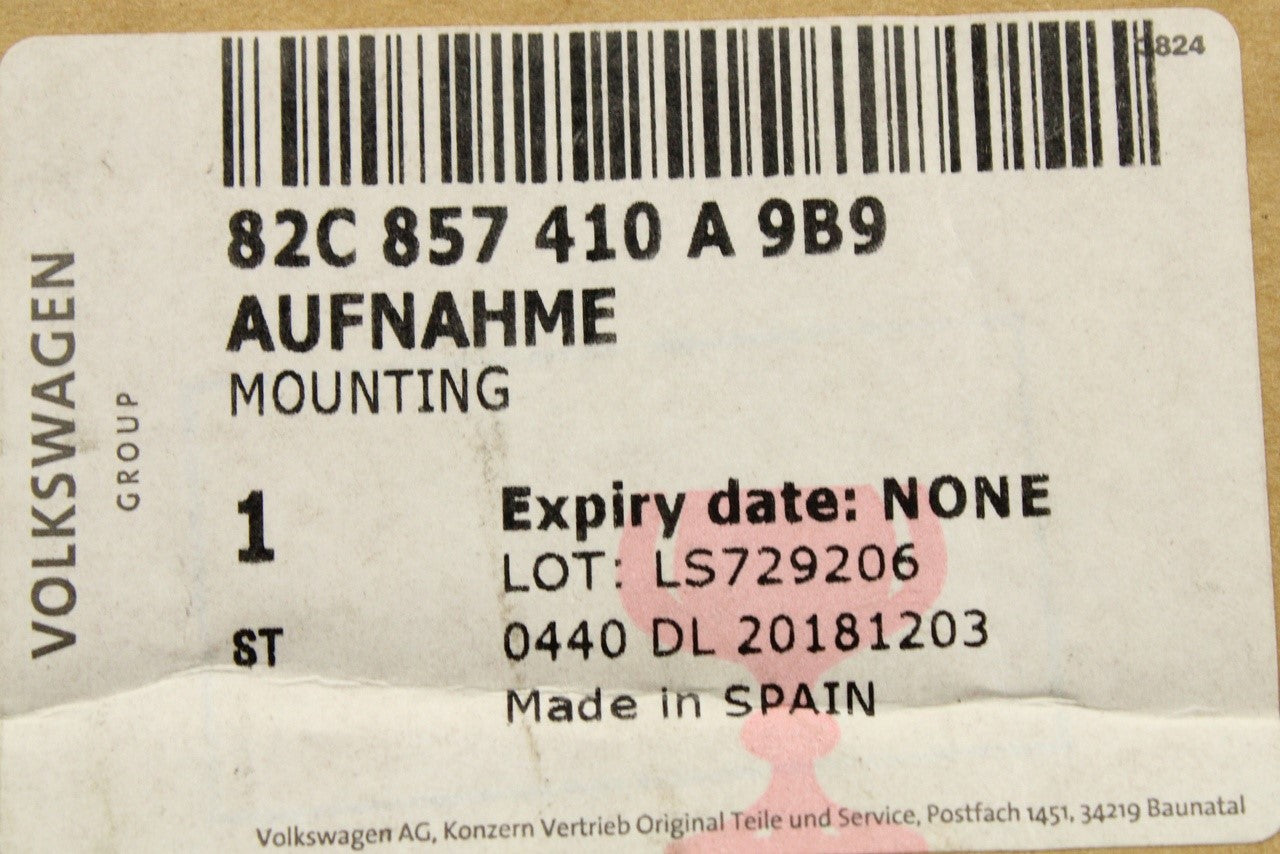 VOLKSWAGEN
GROUP
82C 857 410 A 9B9
AUFNAHME
MOUNTING
1
ST
Expiry date: NONE
LOT: LS729206
0440 DL 20181203
Made in SPAIN
Volkswagen AG, Konzern Vertrieb Original Teile und Service, Postfach 1451, 34219 Baunatal